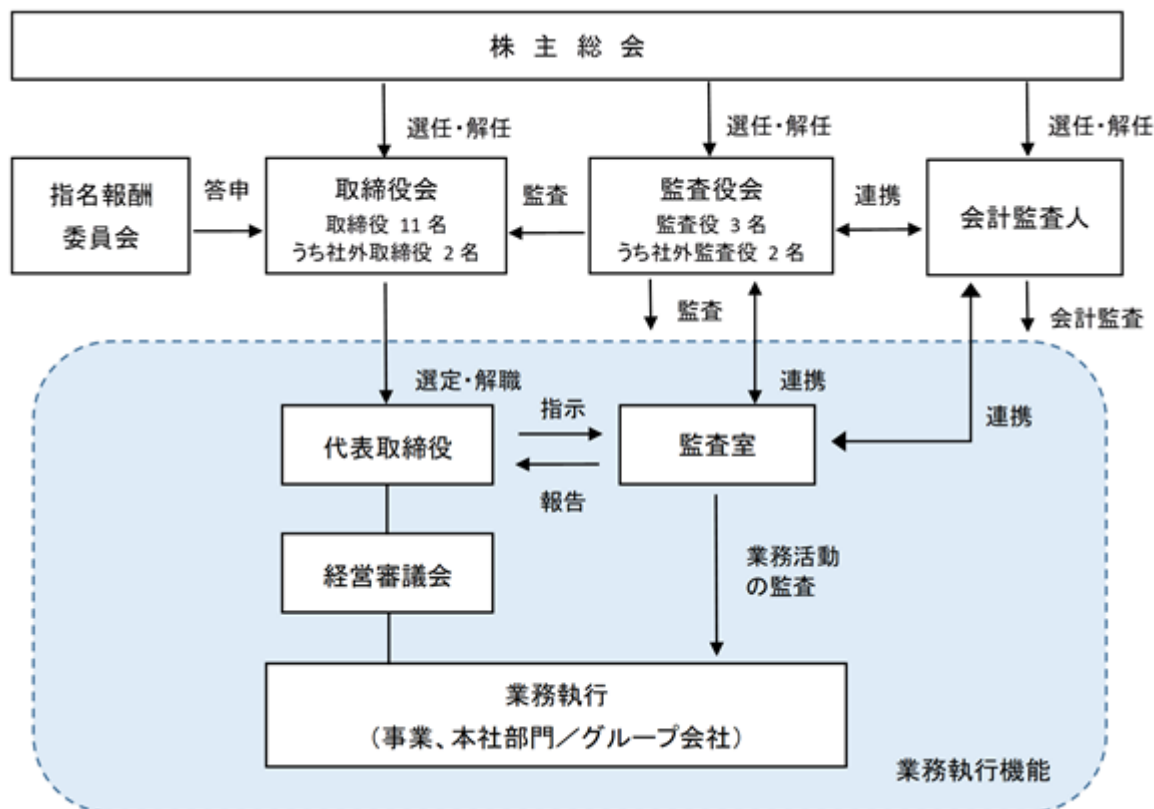 株主総会
選任・解任
選任・解任
選任・解任
指名報酬
委員会
答申
取締役会
取締役 11 名
うち社外取締役 2 名
監査
監査役会
監査役 3 名
うち社外監査役 2 名
連携
会計監査人
監査
会計監査
選定・解職
連携
連携
代表取締役
指示
報告
監査室
経営審議会
業務活動
の監査
業務執行
（事業、本社部門／グループ会社）
業務執行機能